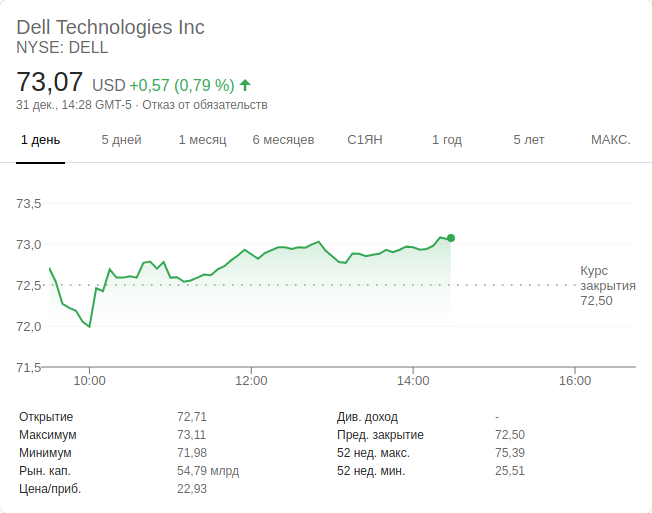 Dell Technologies Inc
NYSE: DELL
73,07 USD +0,57 (0,79 %)
31 дек., 14:28 GMT-5 · Отказ от обязательств
1 день 5 дней 1 месяц 6 месяцев С1ЯН 1 год 5 лет МАКС.
73,5
73,0
72,5
72,0
71,5
Курс
закрытия
72,50
10:00 12:00 14:00 16:00
Открытие 72,71 Див. доход -
Максимум 73,11 Пред. закрытие 72,50
Минимум 71,98 52 нед. макс. 75,39
Рын. кап. 54,79 млрд 52 нед. мин. 25,51
Цена/приб. 22,93